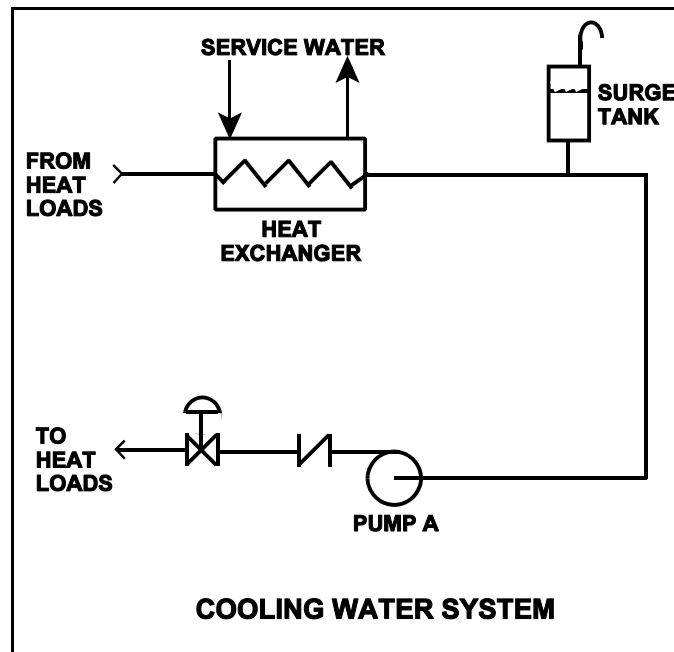 SERVICE WATER
SURGE
TANK
FROM
HEAT
LOADS
HEAT
EXCHANGER
TO
HEAT
LOADS
PUMP A
COOLING WATER SYSTEM